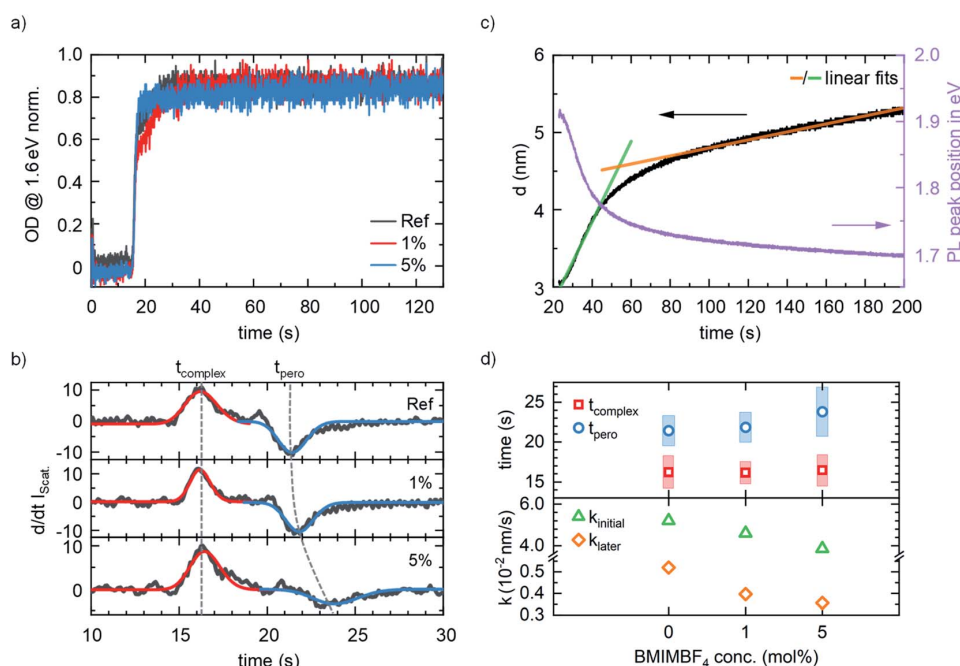 a)
OD @ 1.6 eV norm.
1.0
0.8
0.6
0.4
0.2
0
Ref
1%
5%
0 20 40 60 80 100 120
time (s)
b)
t_complex
t_pero
d/dt I_Scat.
10
0
-10
Ref
10
0
-10
1%
10
0
-10
5%
10 15 20 25 30
time (s)
c)
d (nm)
6
5
4
3
-/- linear fits
2.0
1.9
1.8
1.7
PL peak position in eV
20 40 60 80 100 120 140 160 180 200
time (s)
d)
time (s)
25
20
15
t_complex
t_pero
k (10⁻² nm/s)
6.0
4.0
0.5
0.4
0.3
k_initial
k_later
0 1 5
BMIMBF₄ conc. (mol%)